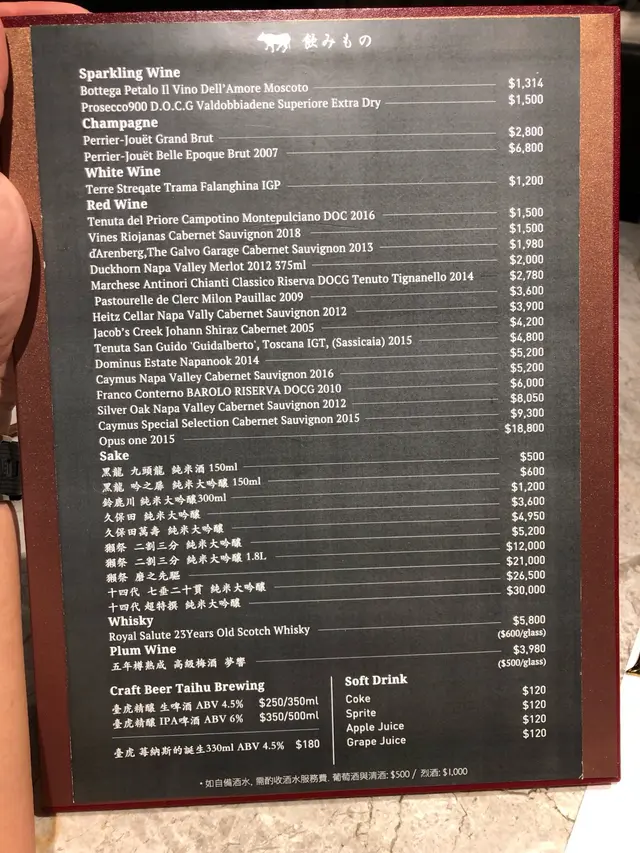 飲みもの
Sparkling Wine
Bottega Petalo Il Vino Dell'Amore Moscoto $1,314
Prosecco900 D.O.C.G Valdobbiadene Superiore Extra Dry $1,500
Champagne
Perrier-Jouët Grand Brut $2,800
Perrier-Jouët Belle Epoque Brut 2007 $6,800
White Wine
Terre Streqate Trama Falanghina IGP $1,200
Red Wine
Tenuta del Priore Campotino Montepulciano DOC 2016 $1,500
Vines Riojanas Cabernet Sauvignon 2018 $1,500
d'Arenberg,The Galvo Garage Cabernet Sauvignon 2013 $1,980
Duckhorn Napa Valley Merlot 2012 375ml $2,000
Marchese Antinori Chianti Classico Riserva DOCG Tenuto Tignanello 2014 $2,780
Pastourelle de Clerc Milon Pauillac 2009 $3,600
Heitz Cellar Napa Vally Cabernet Sauvignon 2012 $3,900
Jacob's Creek Johann Shiraz Cabernet 2005 $4,200
Tenuta San Guido 'Guidalberto', Toscana IGT, (Sassicaia) 2015 $4,800
Dominus Estate Napanook 2014 $5,200
Caymus Napa Valley Cabernet Sauvignon 2016 $5,200
Franco Conterno BAROLO RISERVA DOCG 2010 $6,000
Silver Oak Napa Valley Cabernet Sauvignon 2012 $8,050
Caymus Special Selection Cabernet Sauvignon 2015 $9,300
Opus one 2015 $18,800
Sake
黑龍 九頭龍 純米酒 150ml $500
黑龍 吟之扉 純米大吟釀 150ml $600
鈴鹿川 純米大吟釀300ml $1,200
久保田 純米大吟釀 $3,600
久保田萬壽 純米大吟釀 $4,950
獺祭 二割三分 純米大吟釀 $5,200
獺祭 二割三分 純米大吟釀 1.8L $12,000
獺祭 磨之先驅 $21,000
十四代 七垂二十貫 純米大吟釀 $26,500
十四代 超特撰 純米大吟釀 $30,000
Whisky
Royal Salute 23Years Old Scotch Whisky $5,800
($600/glass)
Plum Wine
五年樽熟成 高級梅酒 夢響 $3,980
($500/glass)
Craft Beer Taihu Brewing
臺虎精釀 生啤酒 ABV 4.5% $250/350ml
臺虎精釀 IPA啤酒 ABV 6% $350/500ml
臺虎 莓納斯的誕生330ml ABV 4.5% $180
Soft Drink
Coke $120
Sprite $120
Apple Juice $120
Grape Juice $120
• 如自備酒水, 需酌收酒水服務費. 葡萄酒與清酒: $500 / 烈酒: $1,000